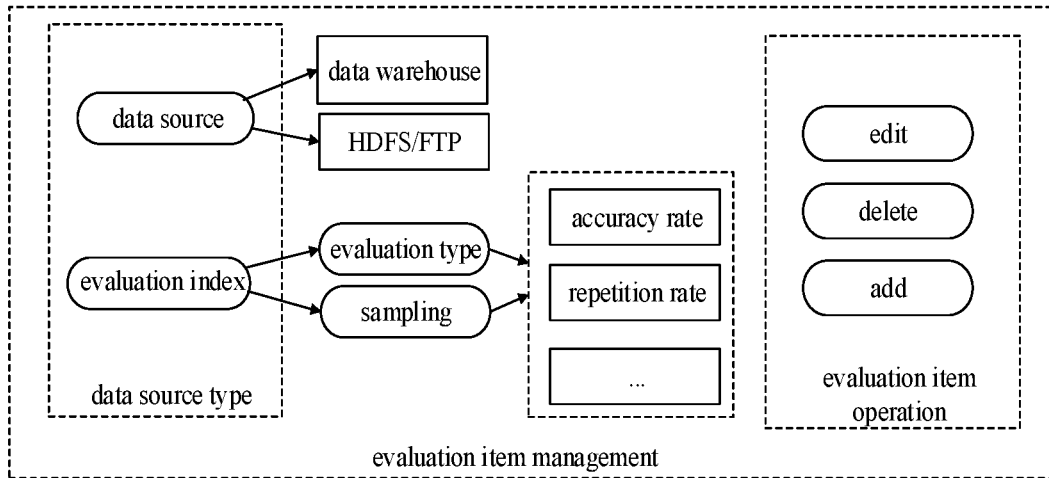 data source
data warehouse
HDFS/FTP
evaluation index
evaluation type
sampling
data source type
accuracy rate
repetition rate
...
edit
delete
add
evaluation item
operation
evaluation item management